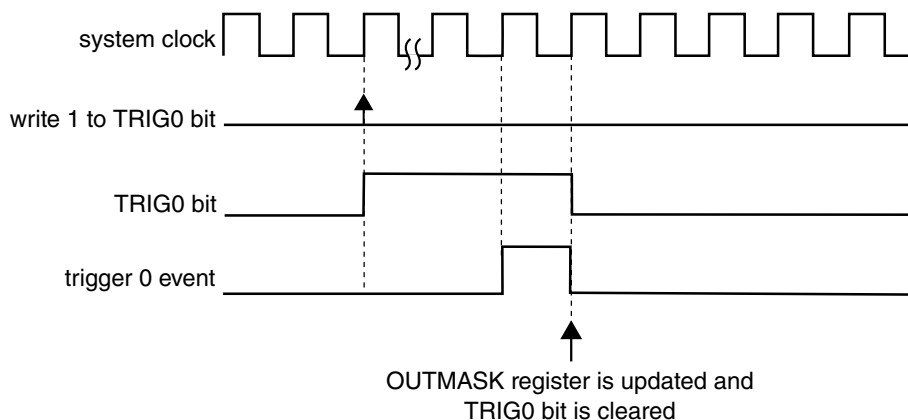 system clock
write 1 to TRIG0 bit
TRIG0 bit
trigger 0 event
OUTMASK register is updated and
TRIG0 bit is cleared